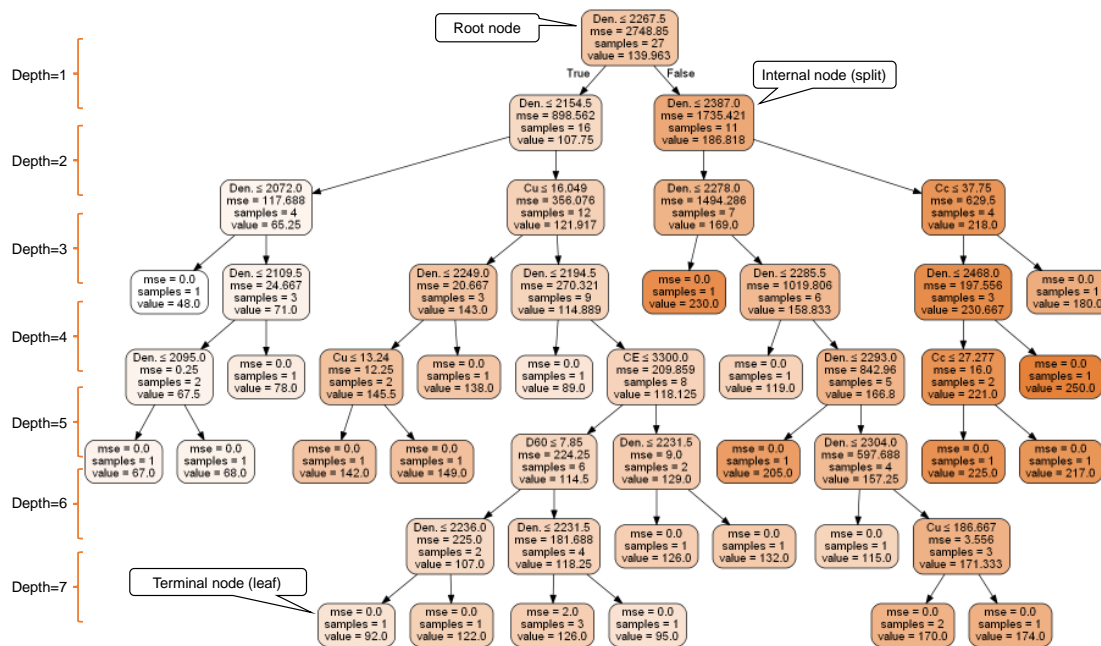 Root node
Den. ≤ 2267.5
mse = 2748.85
samples = 27
value = 139.963
Depth=1
True
False
Internal node (split)
Den. ≤ 2154.5
mse = 898.562
samples = 16
value = 107.75
Den. ≤ 2387.0
mse = 1735.421
samples = 11
value = 186.818
Depth=2
Den. ≤ 2072.0
mse = 117.688
samples = 4
value = 65.25
Cu ≤ 16.049
mse = 356.076
samples = 12
value = 121.917
Den. ≤ 2278.0
mse = 1494.286
samples = 7
value = 169.0
Cc ≤ 37.75
mse = 629.5
samples = 4
value = 218.0
Depth=3
mse = 0.0
samples = 1
value = 48.0
Den. ≤ 2109.5
mse = 24.667
samples = 3
value = 71.0
Den. ≤ 2249.0
mse = 20.667
samples = 3
value = 143.0
Den. ≤ 2194.5
mse = 270.321
samples = 9
value = 114.889
mse = 0.0
samples = 1
value = 230.0
Den. ≤ 2285.5
mse = 1019.806
samples = 6
value = 158.833
Den. ≤ 2468.0
mse = 197.556
samples = 3
value = 230.667
mse = 0.0
samples = 1
value = 180.0
Depth=4
Den. ≤ 2095.0
mse = 0.25
samples = 2
value = 67.5
mse = 0.0
samples = 1
value = 78.0
Cu ≤ 13.24
mse = 12.25
samples = 2
value = 145.5
mse = 0.0
samples = 1
value = 138.0
mse = 0.0
samples = 1
value = 89.0
CE ≤ 3300.0
mse = 209.859
samples = 8
value = 118.125
mse = 0.0
samples = 1
value = 119.0
Den. ≤ 2293.0
mse = 842.96
samples = 5
value = 166.8
Cc ≤ 27.277
mse = 16.0
samples = 2
value = 221.0
mse = 0.0
samples = 1
value = 250.0
Depth=5
mse = 0.0
samples = 1
value = 67.0
mse = 0.0
samples = 1
value = 68.0
mse = 0.0
samples = 1
value = 142.0
mse = 0.0
samples = 1
value = 149.0
D60 ≤ 7.85
mse = 224.25
samples = 6
value = 114.5
Den. ≤ 2231.5
mse = 9.0
samples = 2
value = 129.0
mse = 0.0
samples = 1
value = 205.0
Den. ≤ 2304.0
mse = 597.688
samples = 4
value = 157.25
mse = 0.0
samples = 1
value = 225.0
mse = 0.0
samples = 1
value = 217.0
Depth=6
Den. ≤ 2236.0
mse = 225.0
samples = 2
value = 107.0
Den. ≤ 2231.5
mse = 181.688
samples = 4
value = 118.25
mse = 0.0
samples = 1
value = 126.0
mse = 0.0
samples = 1
value = 132.0
mse = 0.0
samples = 1
value = 115.0
Cu ≤ 186.667
mse = 3.556
samples = 3
value = 171.333
Depth=7
Terminal node (leaf)
mse = 0.0
samples = 1
value = 92.0
mse = 0.0
samples = 1
value = 122.0
mse = 2.0
samples = 3
value = 126.0
mse = 0.0
samples = 1
value = 95.0
mse = 0.0
samples = 2
value = 170.0
mse = 0.0
samples = 1
value = 174.0